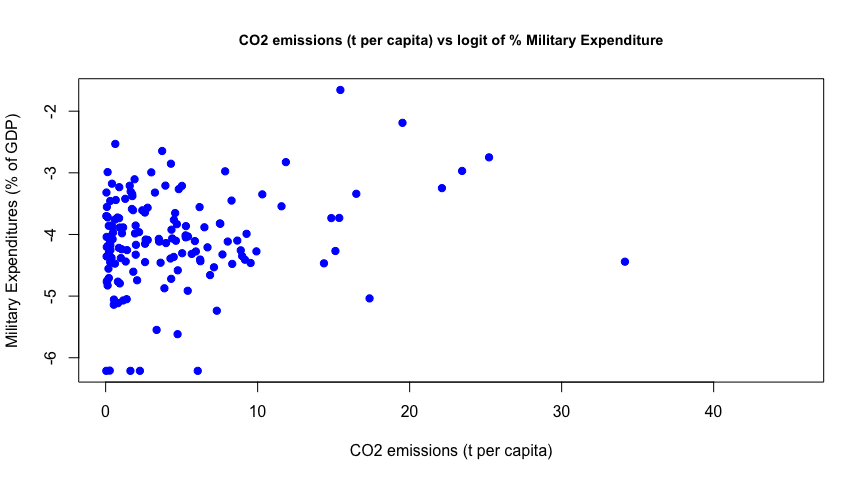 CO2 emissions (t per capita) vs logit of % Military Expenditure
Military Expenditures (% of GDP)
-2
-3
-4
-5
-6
0 10 20 30 40
CO2 emissions (t per capita)